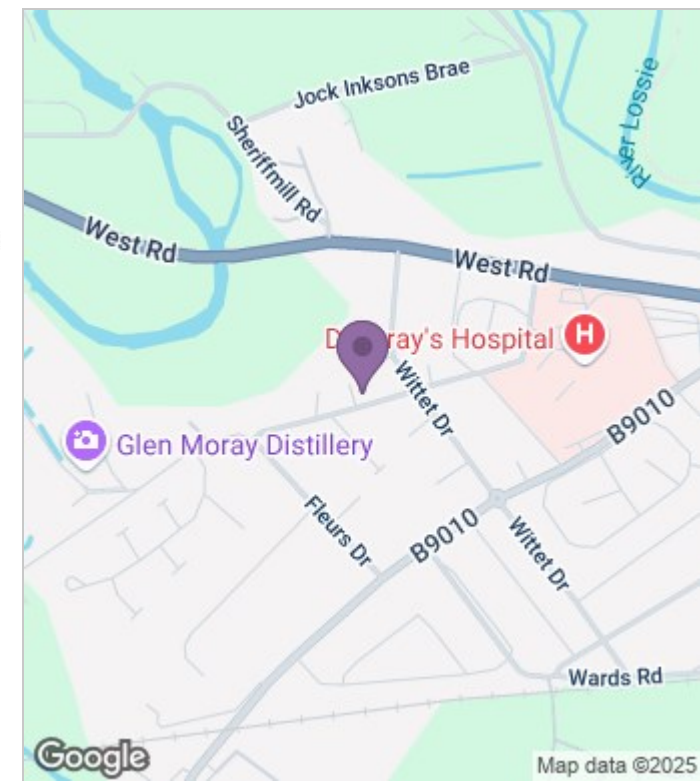 Jock Inksons Brae
River Lossie
Sheriffmill Rd
West Rd
West Rd
ray's Hospital
H
Wittet Dr
B9010
Glen Moray Distillery
Fleurs Dr
B9010
Wittet Dr
Wards Rd
Google
Map data ©2025